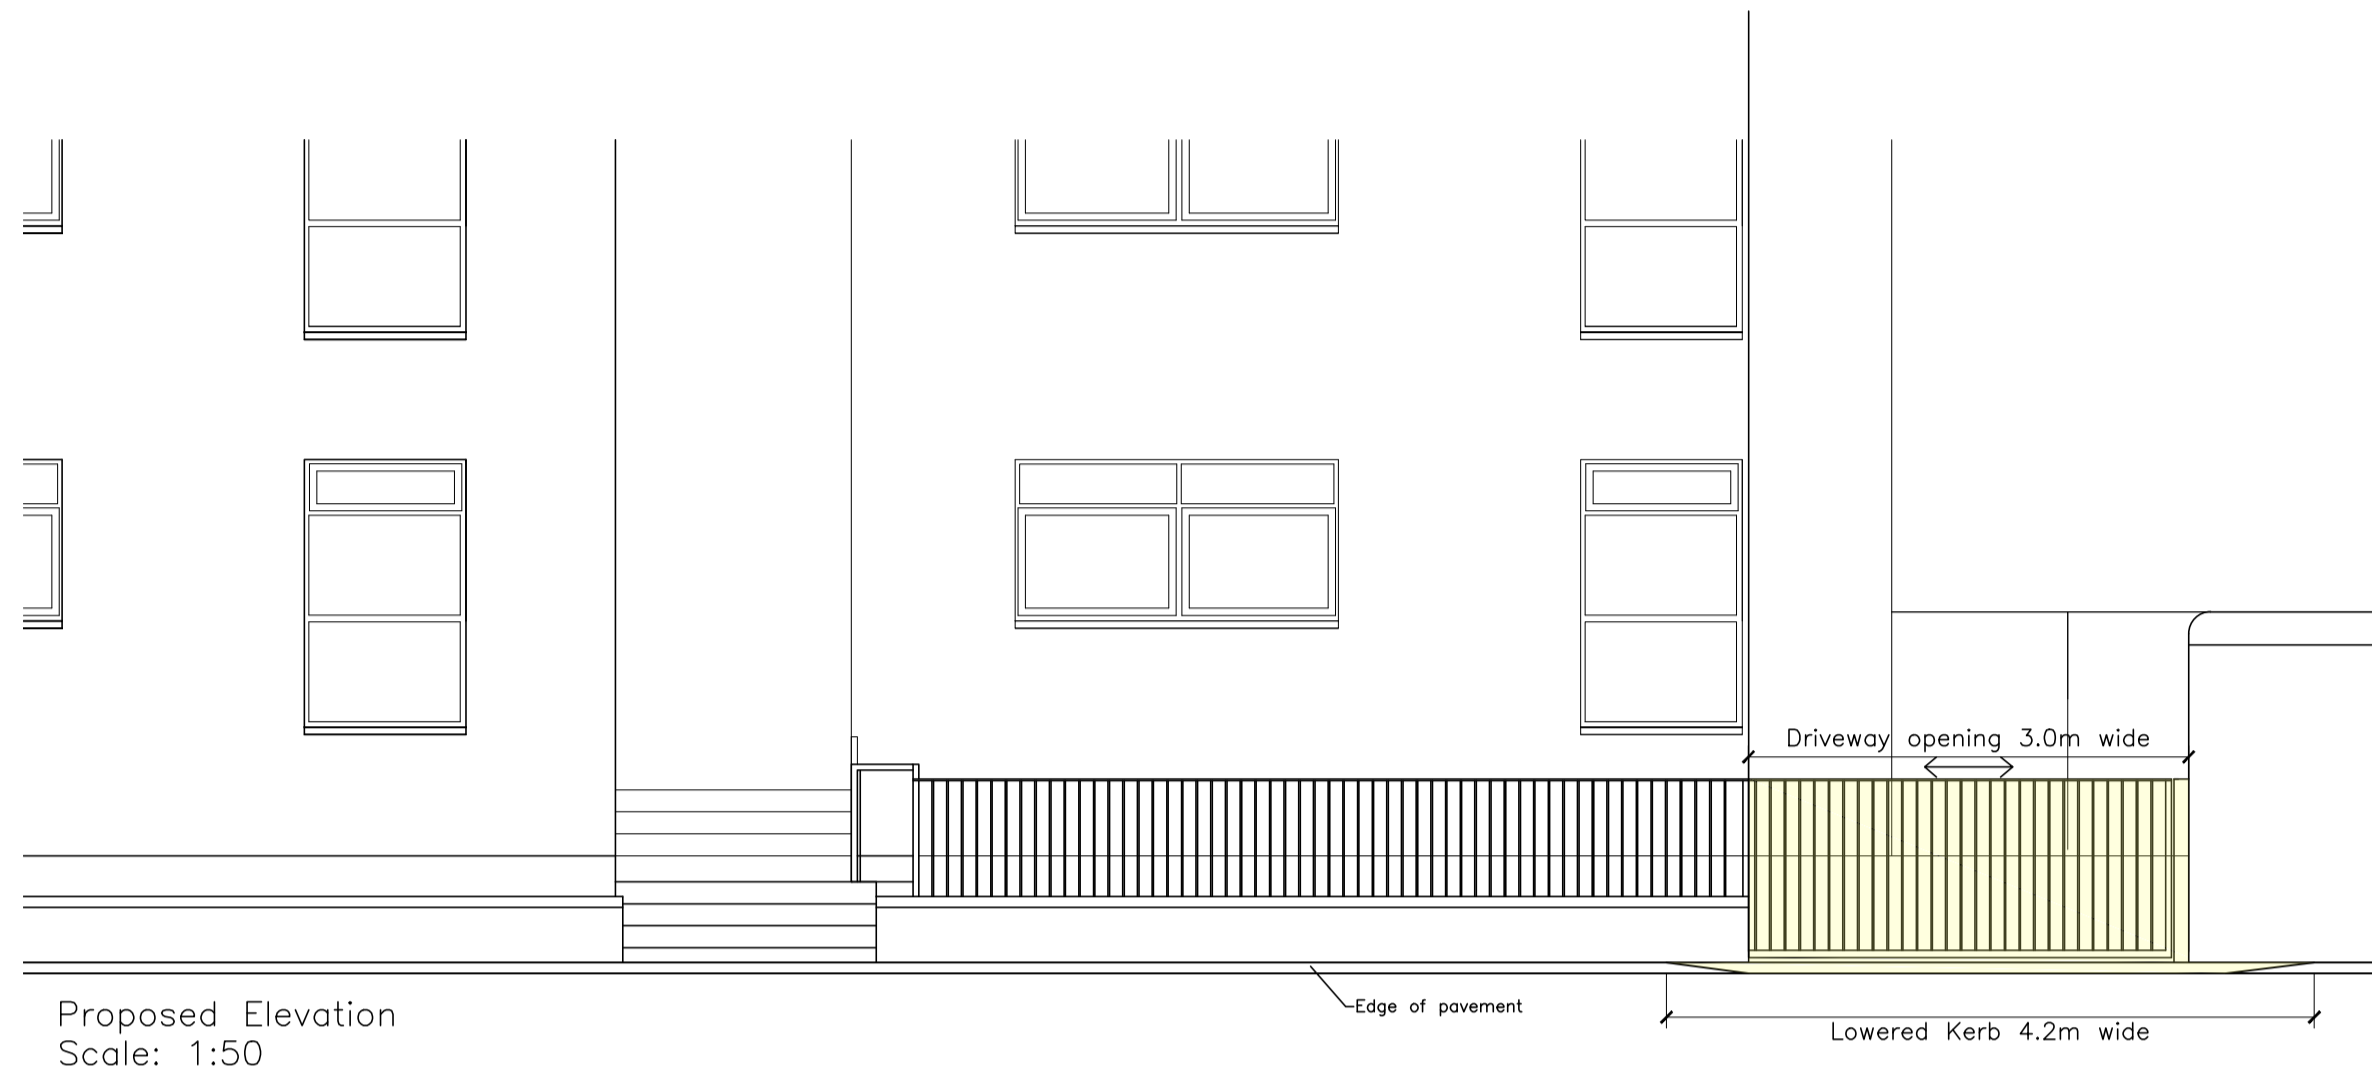 Driveway opening 3.0m wide
Edge of pavement
Proposed Elevation
Scale: 1:50
Lowered Kerb 4.2m wide